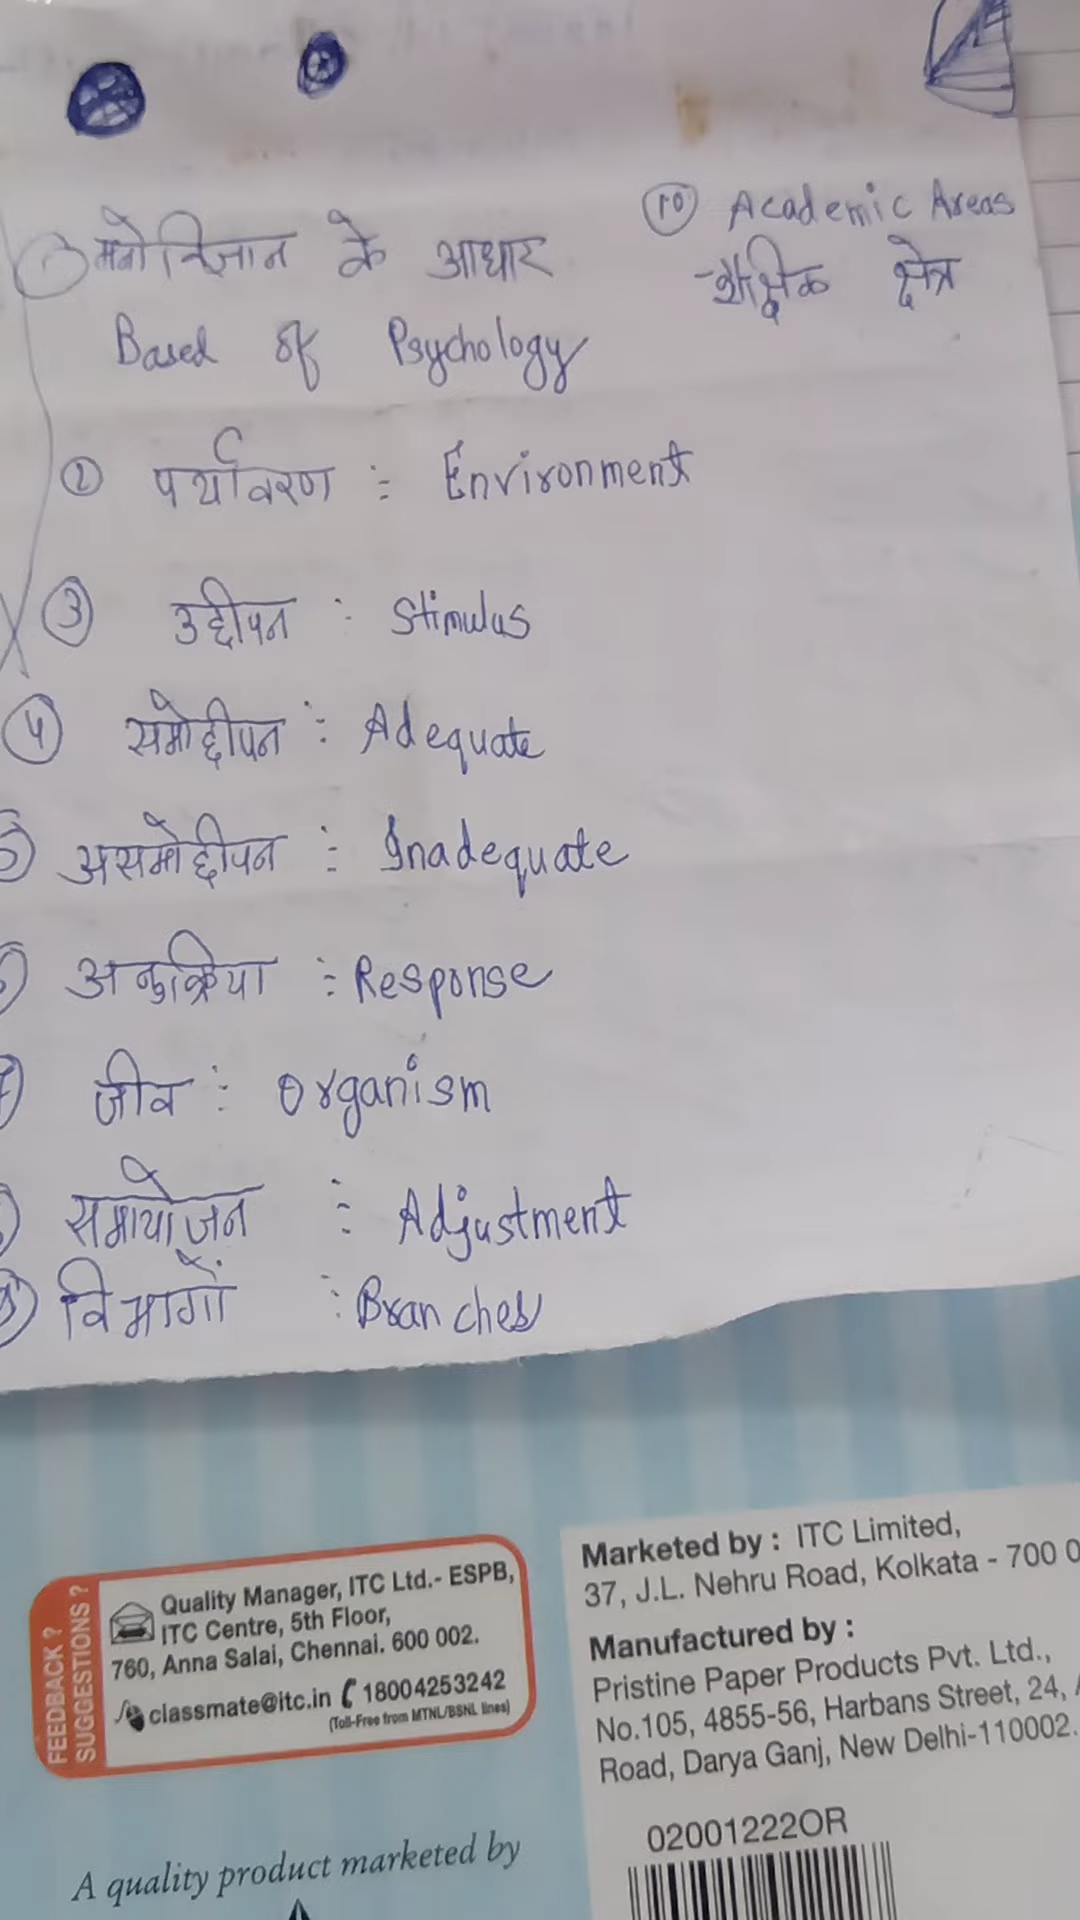 ① मनोविज्ञान के आधार
Based of Psychology
② पर्यावरण : Environment
③ उद्दीपन : Stimulus
④ समोद्दीपन : Adequate
असमोद्दीपन : Inadequate
अनुक्रिया : Response
जीव : Organism
समायोजन : Adjustment
विभागों : Branches
⑩ Academic Areas
-शैक्षिक क्षेत्र
FEEDBACK ?
SUGGESTIONS ?
Quality Manager, ITC Ltd.- ESPB,
ITC Centre, 5th Floor,
760, Anna Salai, Chennai. 600 002.
classmate@itc.in 18004253242
(Toll-Free from MTNL/BSNL lines)
Marketed by : ITC Limited,
37, J.L. Nehru Road, Kolkata - 700 0
Manufactured by :
Pristine Paper Products Pvt. Ltd.,
No.105, 4855-56, Harbans Street, 24,
Road, Darya Ganj, New Delhi-110002.
02001222OR
A quality product marketed by